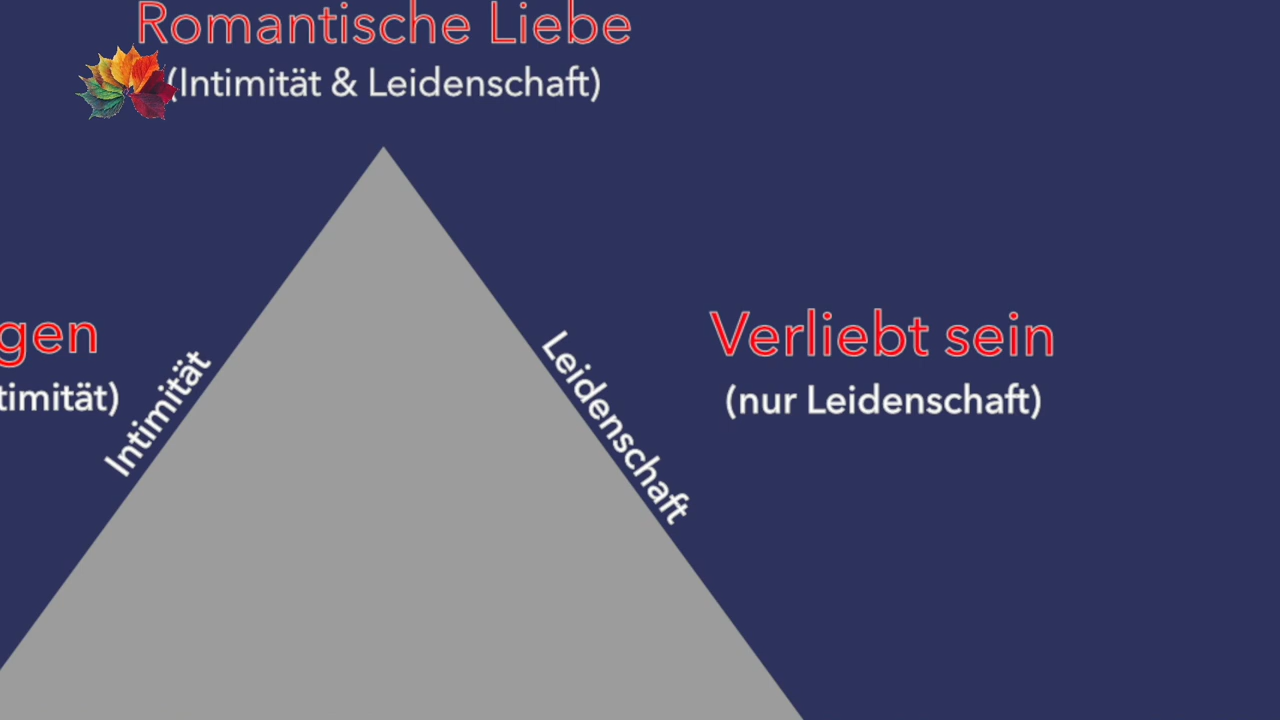 Romantische Liebe
(Intimität & Leidenschaft)
gen
timität)
Intimität
Leidenschaft
Verliebt sein
(nur Leidenschaft)